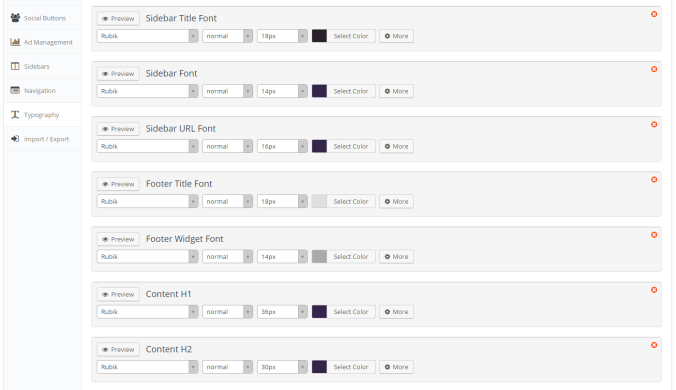 Social Buttons
Ad Management
Sidebars
Navigation
Typography
Import / Export
Preview Sidebar Title Font
Rubik normal 18px Select Color More
Preview Sidebar Font
Rubik normal 14px Select Color More
Preview Sidebar URL Font
Rubik normal 16px Select Color More
Preview Footer Title Font
Rubik normal 18px Select Color More
Preview Footer Widget Font
Rubik normal 14px Select Color More
Preview Content H1
Rubik normal 36px Select Color More
Preview Content H2
Rubik normal 30px Select Color More